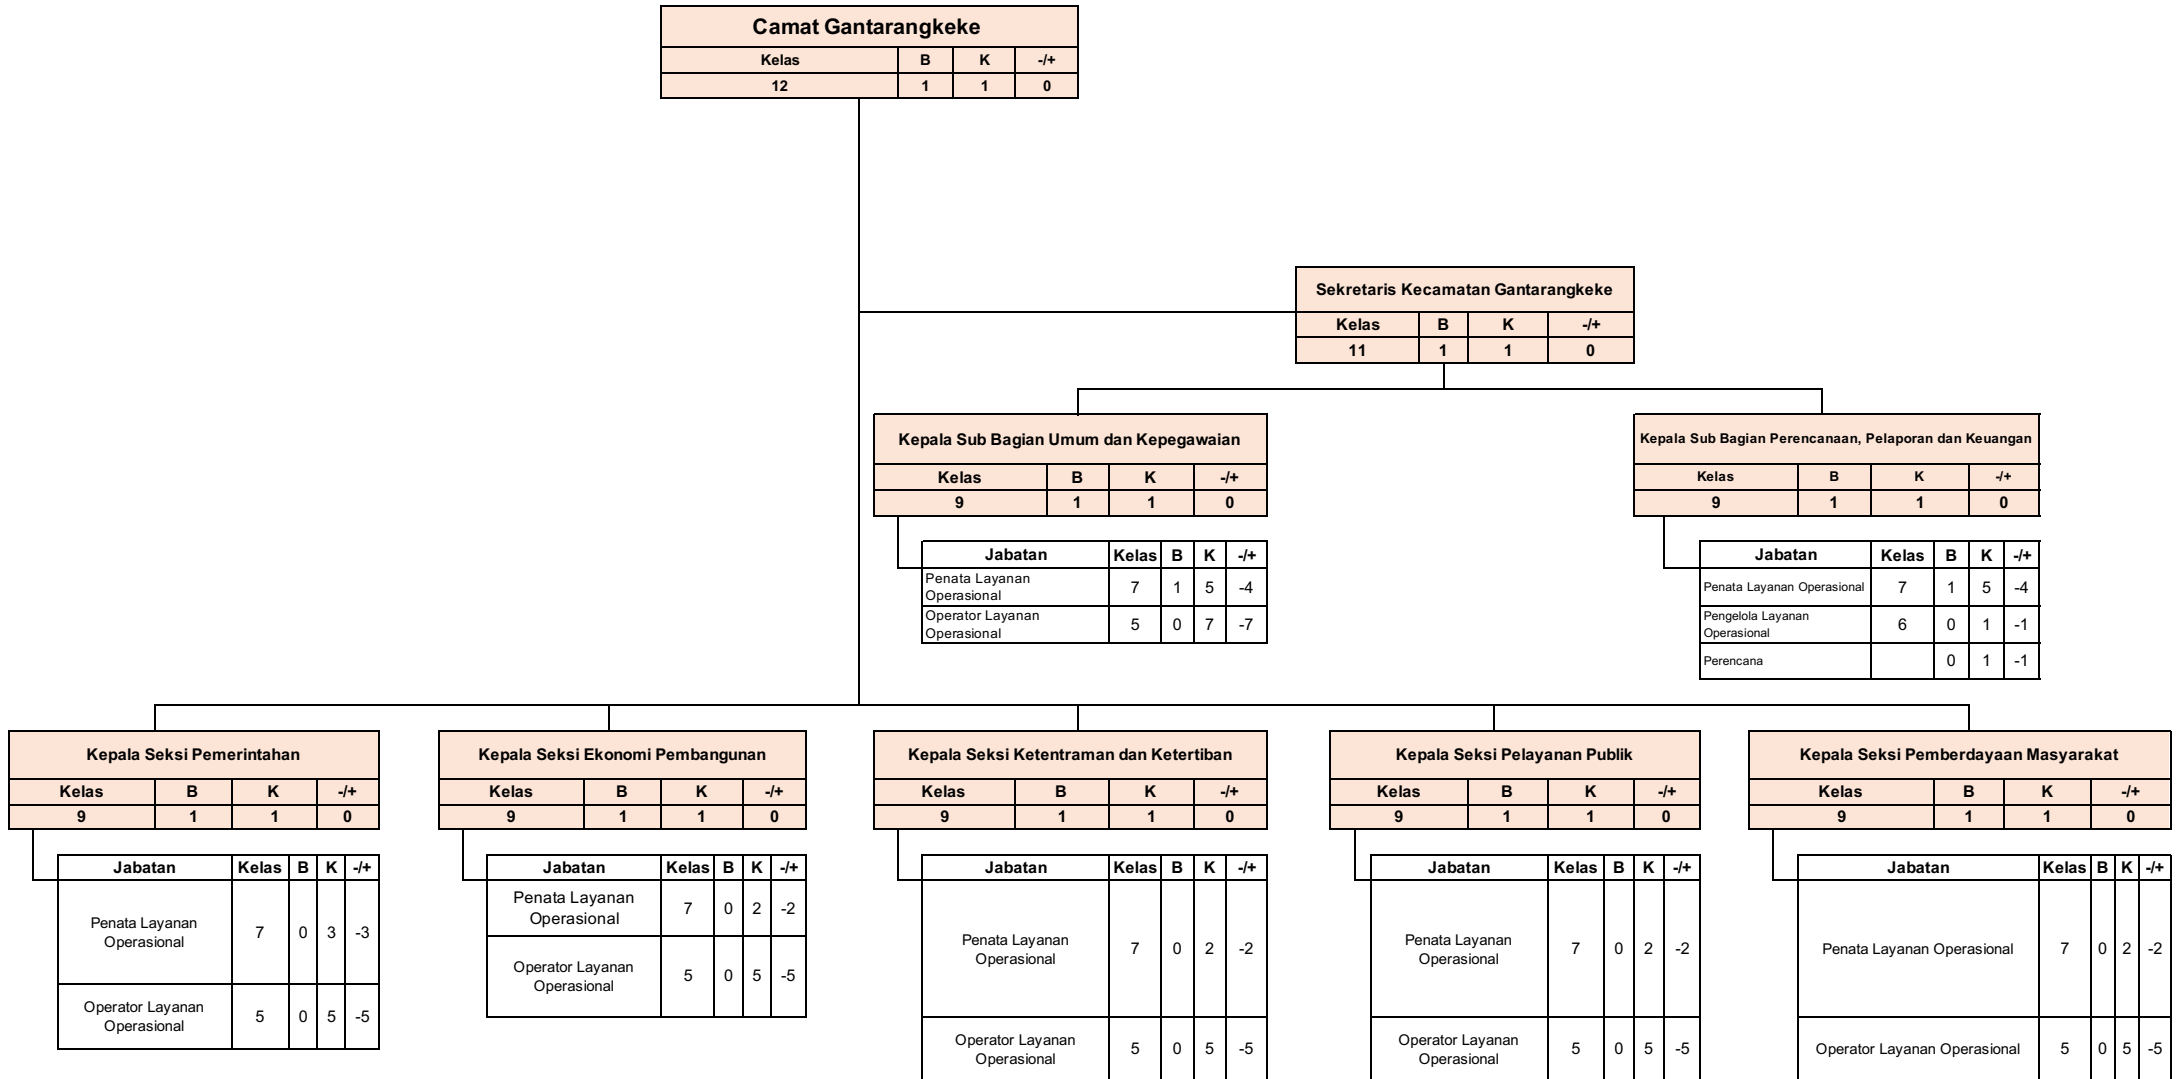 Camat Gantarangkeke
Kelas B K -/+
12 1 1 0
Sekretaris Kecamatan Gantarangkeke
Kelas B K -/+
11 1 1 0
Kepala Sub Bagian Umum dan Kepegawaian
Kelas B K -/+
9 1 1 0
Jabatan Kelas B K -/+
Penata Layanan
Operasional
7 1 5 -4
Operator Layanan
Operasional
5 0 7 -7
Kepala Sub Bagian Perencanaan, Pelaporan dan Keuangan
Kelas B K -/+
9 1 1 0
Jabatan Kelas B K -/+
Penata Layanan Operasional 7 1 5 -4
Pengelola Layanan
Operasional
6 0 1 -1
Perencana 0 1 -1
Kepala Seksi Pemerintahan
Kelas B K -/+
9 1 1 0
Jabatan Kelas B K -/+
Penata Layanan
Operasional
7 0 3 -3
Operator Layanan
Operasional
5 0 5 -5
Kepala Seksi Ekonomi Pembangunan
Kelas B K -/+
9 1 1 0
Jabatan Kelas B K -/+
Penata Layanan
Operasional
7 0 2 -2
Operator Layanan
Operasional
5 0 5 -5
Kepala Seksi Ketentraman dan Ketertiban
Kelas B K -/+
9 1 1 0
Jabatan Kelas B K -/+
Penata Layanan
Operasional
7 0 2 -2
Operator Layanan
Operasional
5 0 5 -5
Kepala Seksi Pelayanan Publik
Kelas B K -/+
9 1 1 0
Jabatan Kelas B K -/+
Penata Layanan
Operasional
7 0 2 -2
Operator Layanan
Operasional
5 0 5 -5
Kepala Seksi Pemberdayaan Masyarakat
Kelas B K -/+
9 1 1 0
Jabatan Kelas B K -/+
Penata Layanan Operasional 7 0 2 -2
Operator Layanan Operasional 5 0 5 -5